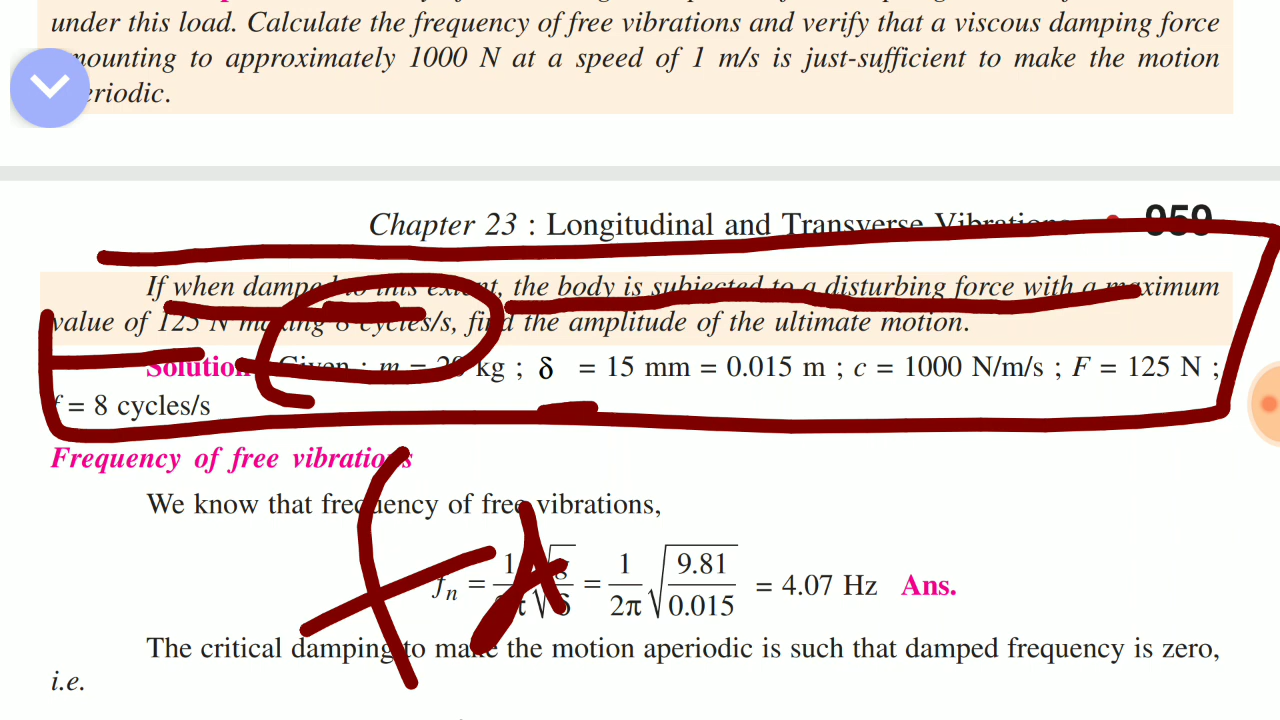 under this load. Calculate the frequency of free vibrations and verify that a viscous damping force
to approximately 1000 N at a speed of 1 m/s is just-sufficient to make the motion
Chapter 23 : Longitudinal and Transverse Vibrations • 959
If when damped to this extent, the body is subjected to a disturbing force with a maximum
value of 125 N making 8 cycles/s, find the amplitude of the ultimate motion.
Solution Given : m = kg ; δ = 15 mm = 0.015 m ; c = 1000 N/m/s ; F = 125 N ;
f = 8 cycles/s
Frequency of free vibrations
We know that frequency of free vibrations,
fn = 1/2π √g/δ = 1/2π √9.81/0.015 = 4.07 Hz Ans.
The critical damping to make the motion aperiodic is such that damped frequency is zero,
i.e.